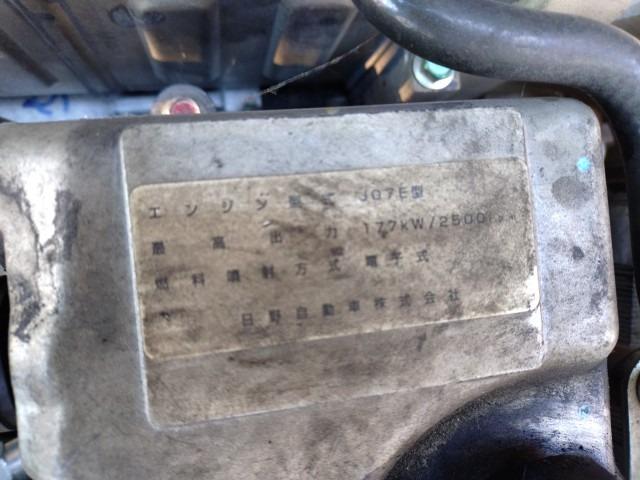 エンジン型式 J07E型
最高出力 177kW/2500rpm
燃料噴射方式 電子式
日野自動車株式会社